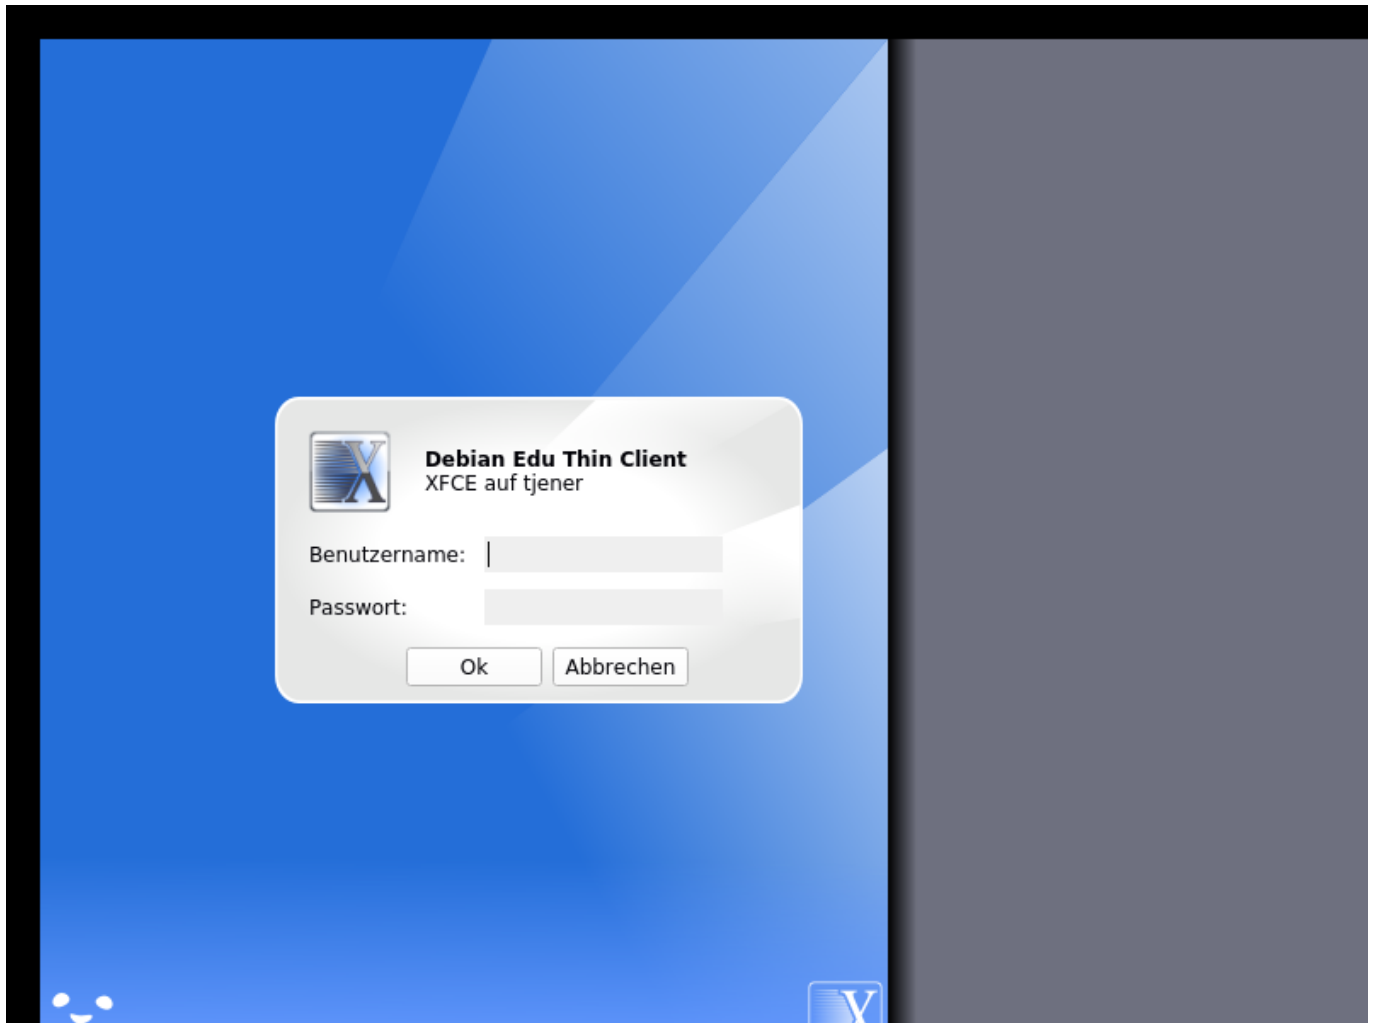 Debian Edu Thin Client
XFCE auf tjener
Benutzername:
Passwort:
Ok Abbrechen